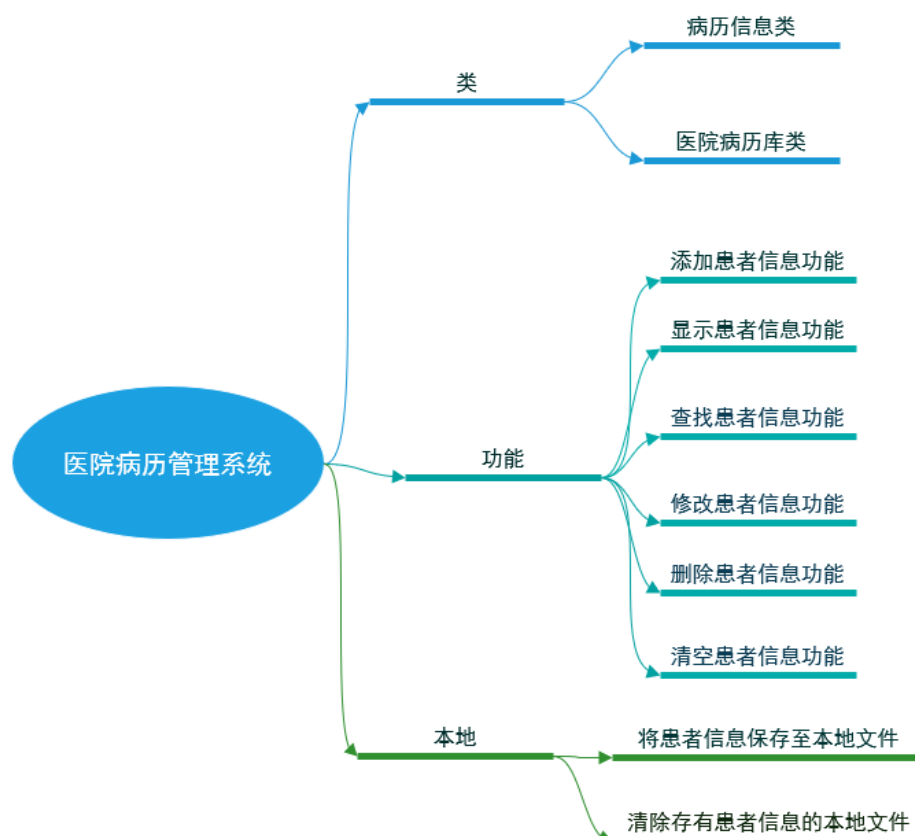 医院病历管理系统
类
病历信息类
医院病历库类
功能
添加患者信息功能
显示患者信息功能
查找患者信息功能
修改患者信息功能
删除患者信息功能
清空患者信息功能
本地
将患者信息保存至本地文件
清除存有患者信息的本地文件